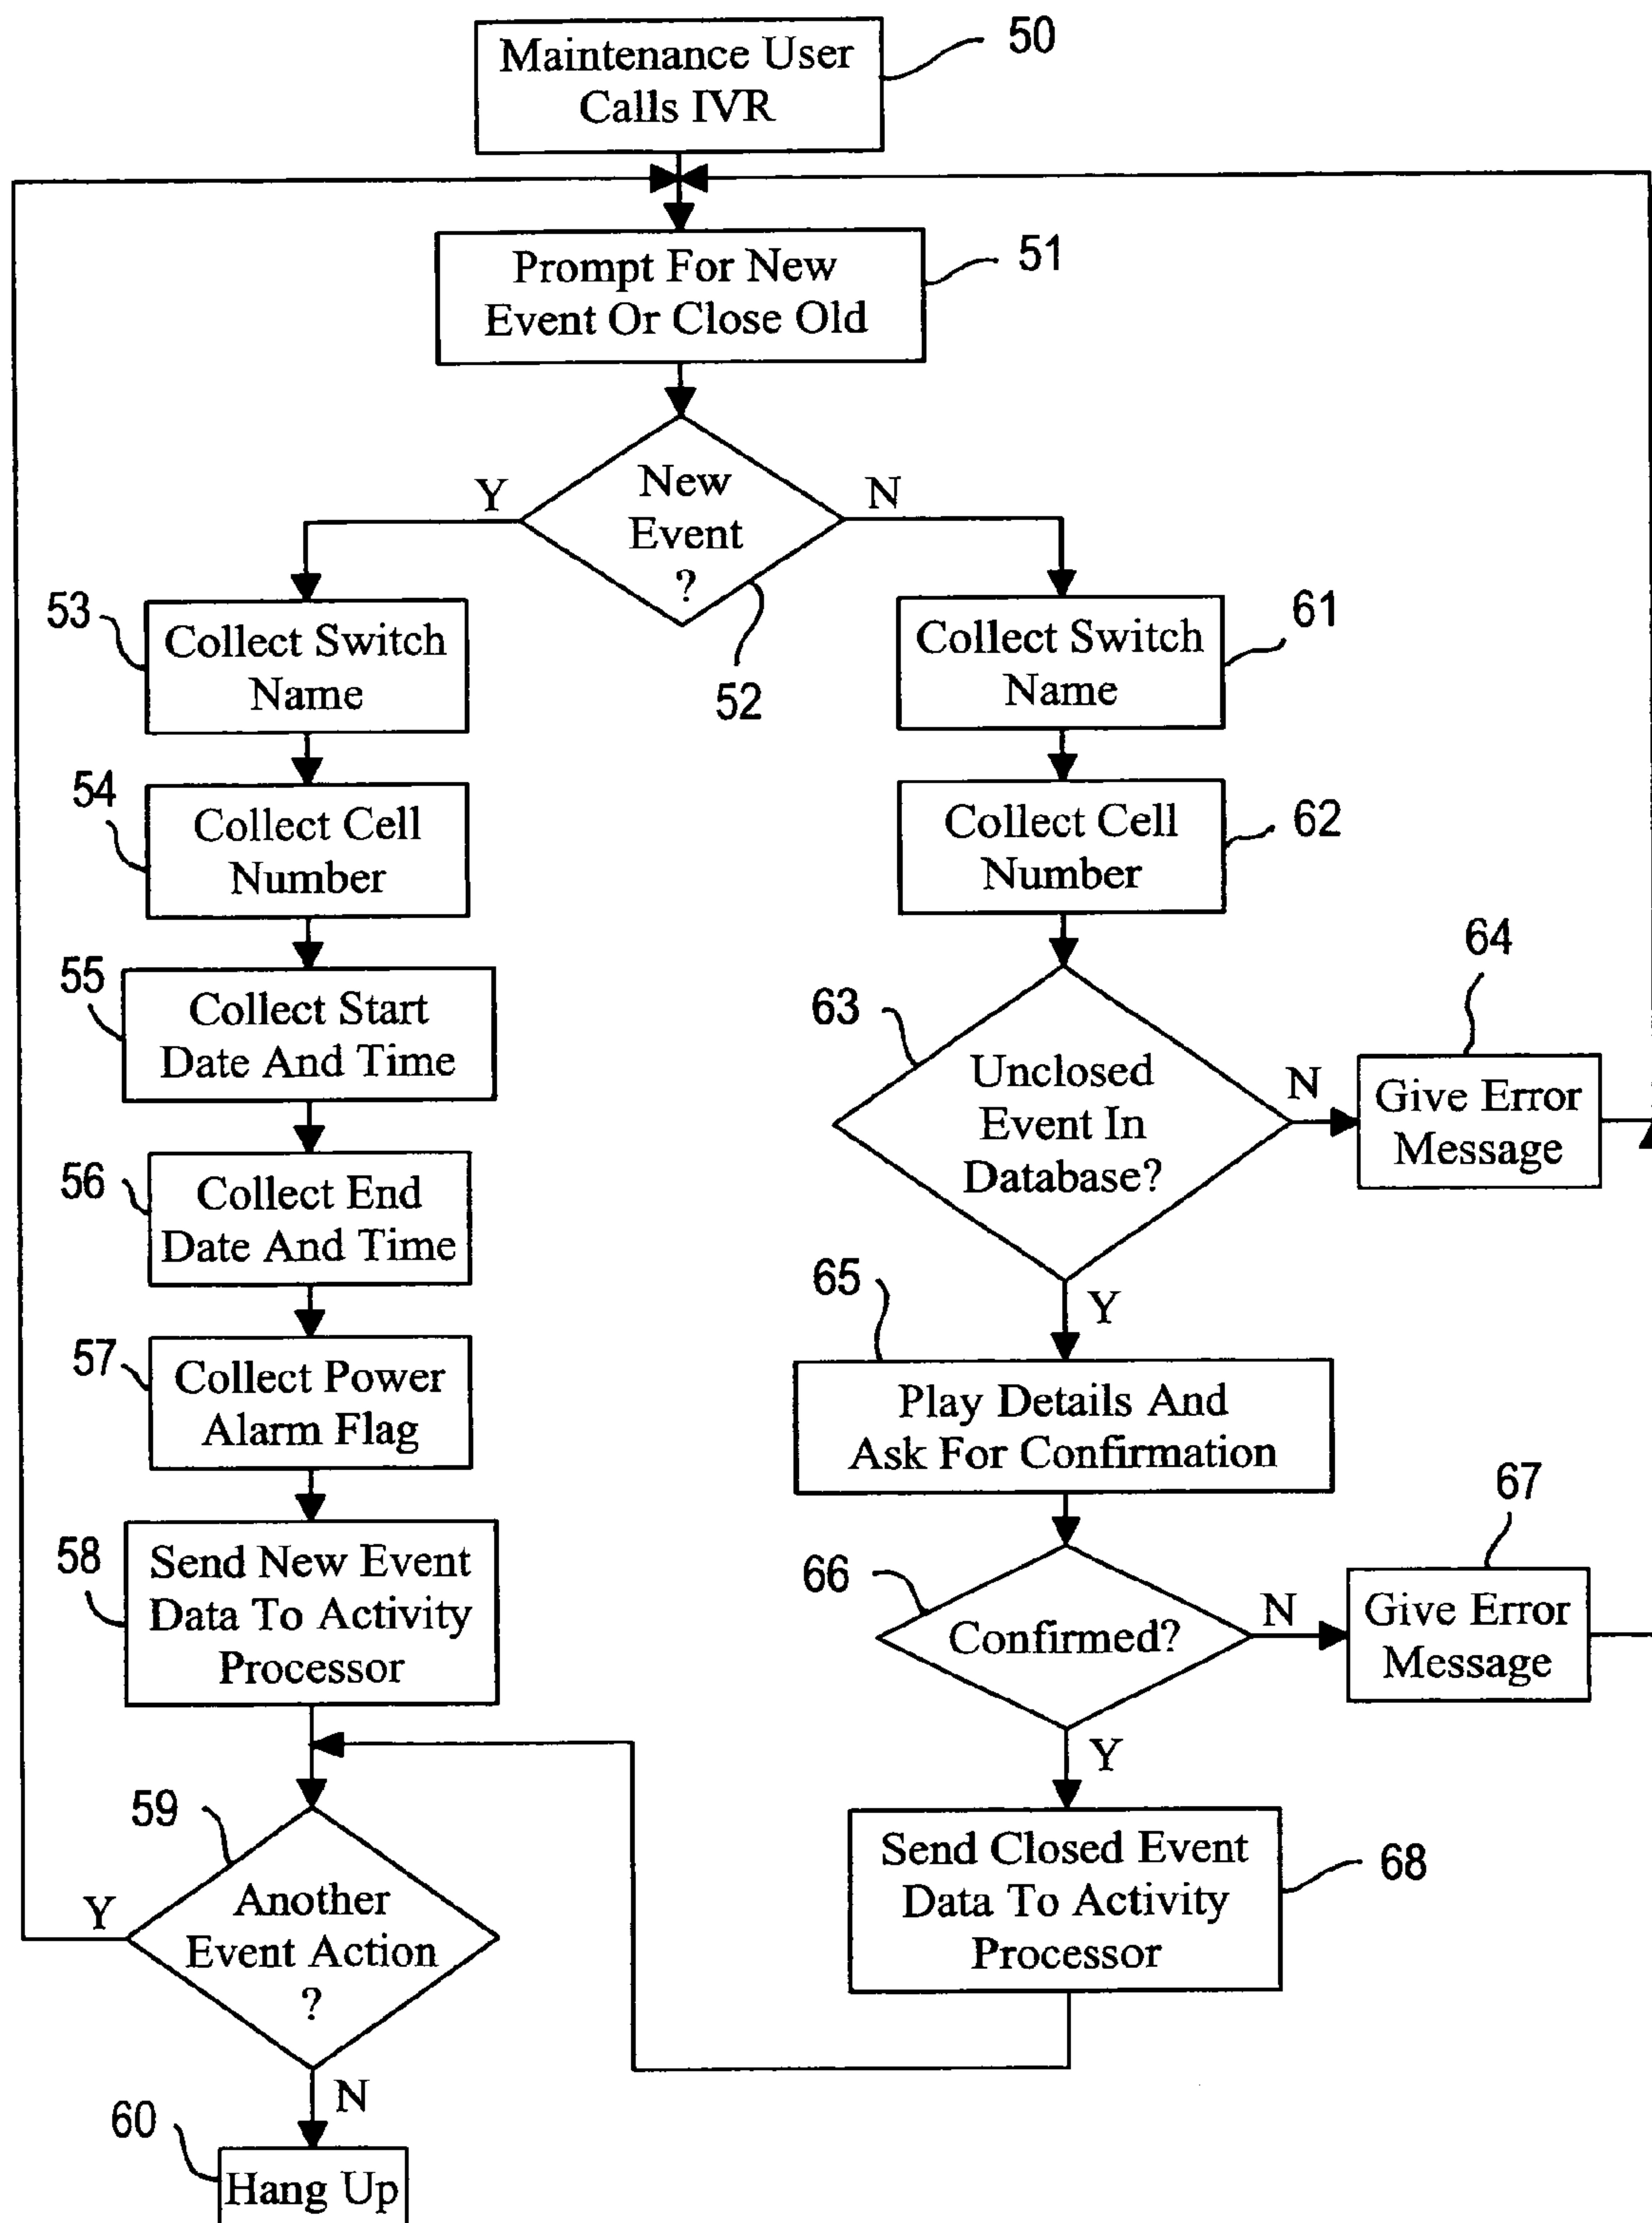 Maintenance User
Calls IVR
50
Prompt For New
Event Or Close Old
51
New
Event
?
Y
N
52
53
Collect Switch
Name
54
Collect Cell
Number
55
Collect Start
Date And Time
56
Collect End
Date And Time
57
Collect Power
Alarm Flag
58
Send New Event
Data To Activity
Processor
59
Another
Event Action
?
Y
N
60
Hang Up
61
Collect Switch
Name
62
Collect Cell
Number
63
Unclosed
Event In
Database?
N
Y
64
Give Error
Message
65
Play Details And
Ask For Confirmation
66
Confirmed?
N
Y
67
Give Error
Message
68
Send Closed Event
Data To Activity
Processor